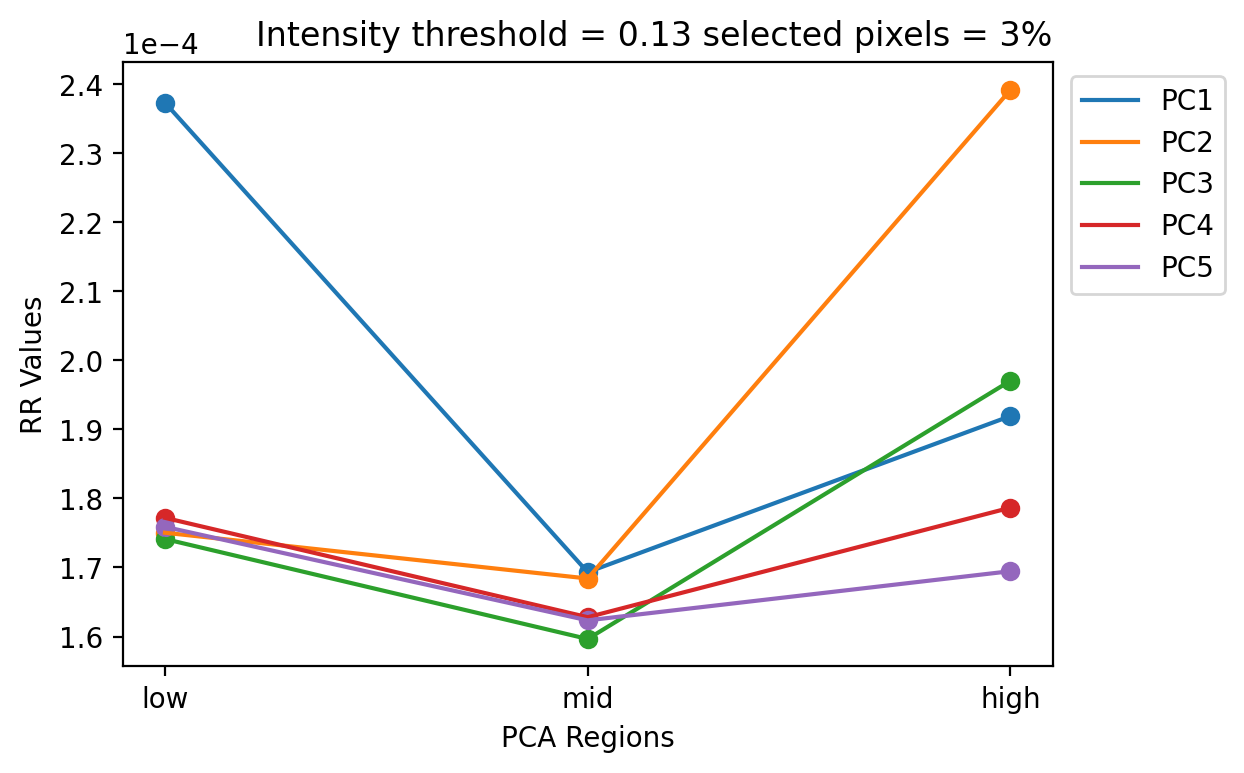 Intensity threshold = 0.13 selected pixels = 3%
1e−4
2.4
2.3
2.2
2.1
2.0
1.9
1.8
1.7
1.6
RR Values
low
mid
high
PCA Regions
PC1
PC2
PC3
PC4
PC5